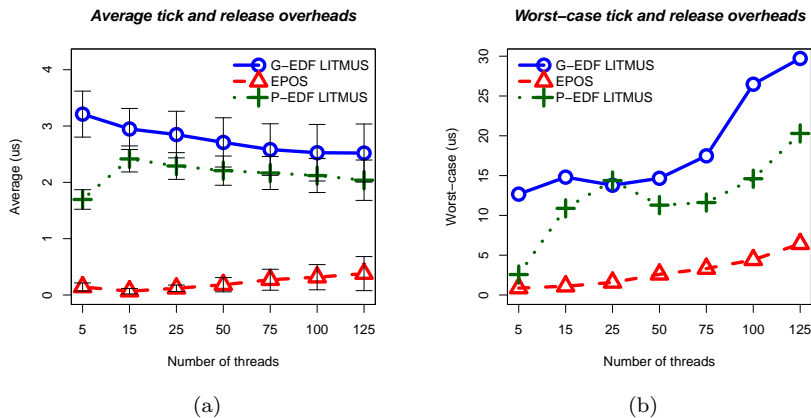 Average tick and release overheads
G−EDF LITMUS
EPOS
P−EDF LITMUS
Average (us)
4
3
2
1
0
5 15 25 50 75 100 125
Number of threads
(a)
Worst−case tick and release overheads
G−EDF LITMUS
EPOS
P−EDF LITMUS
Worst−case (us)
30
25
20
15
10
5
0
5 15 25 50 75 100 125
Number of threads
(b)